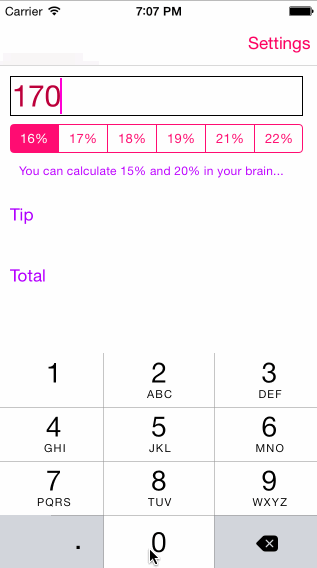 Carrier 7:07 PM
Settings
170
16% 17% 18% 19% 21% 22%
You can calculate 15% and 20% in your brain...
Tip
Total
1 2 3
ABC DEF
4 5 6
GHI JKL MNO
7 8 9
PQRS TUV WXYZ
. 0